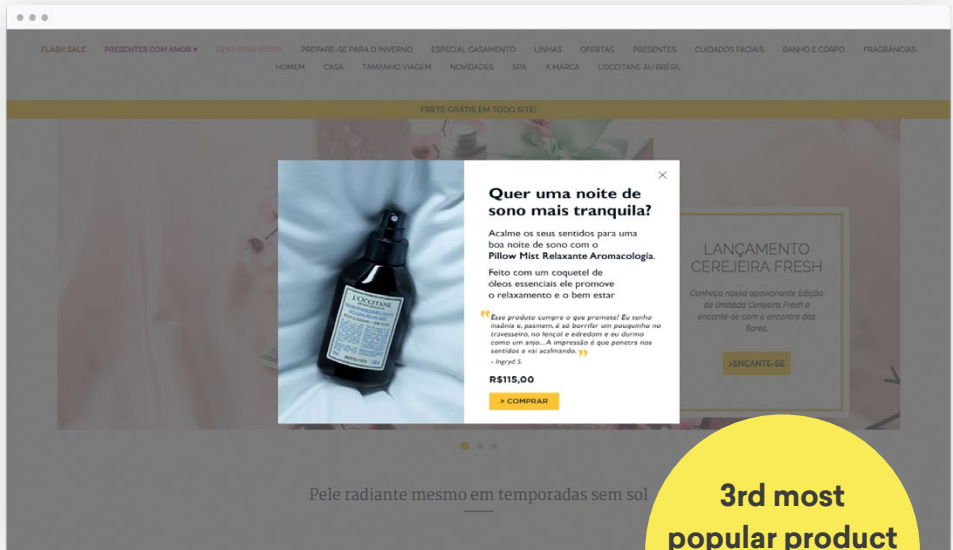 FLASH SALE PRESENTES COM AMOR ♥ CEREJEIRA FRESH PREPARE-SE PARA O INVERNO ESPECIAL CASAMENTO LINHAS OFERTAS PRESENTES CUIDADOS FACIAIS BANHO E CORPO FRAGRÂNCIAS
HOMEM CASA TAMANHO VIAGEM NOVIDADES SPA A MARCA L'OCCITANE AU BRÉSIL
FRETE GRÁTIS EM TODO SITE!
L'OCCITANE
Quer uma noite de
sono mais tranquila?
Acalme os seus sentidos para uma
boa noite de sono com o
Pillow Mist Relaxante Aromacologia.
Feito com um coquetel de
óleos essenciais ele promove
o relaxamento e o bem estar
"Esse produto cumpre o que promete! Eu tenho
insônia e, pasmem, é só borrifar um pouquinho no
travesseiro, no lençol e edredom e eu durmo
como um anjo... A impressão é que penetra nos
sentidos e vai acalmando."
- Ingryd S.
R$115,00
> COMPRAR
LANÇAMENTO
CEREJEIRA FRESH
Conheça nossa apaixonante Edição
de limitada Cerejeira Fresh e
encante-se com o encontro das
flores.
>ENCANTE-SE
Pele radiante mesmo em temporadas sem sol
3rd most
popular product